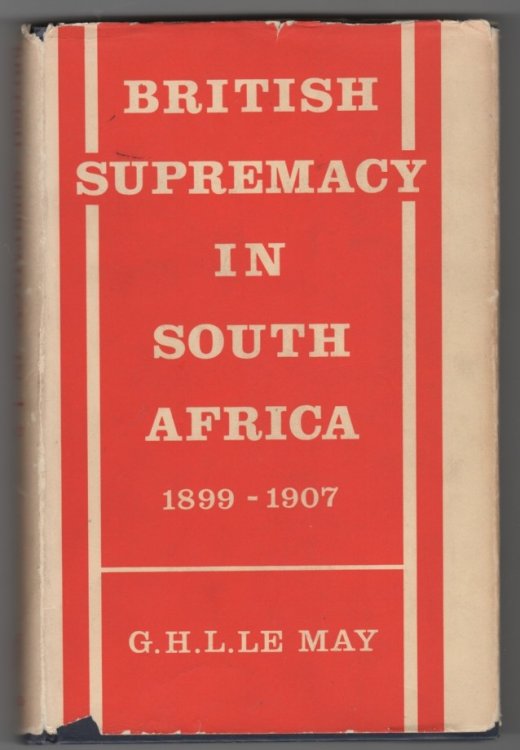 BRITISH
SUPREMACY
IN
SOUTH
AFRICA
1899 - 1907
G.H.L.LE MAY